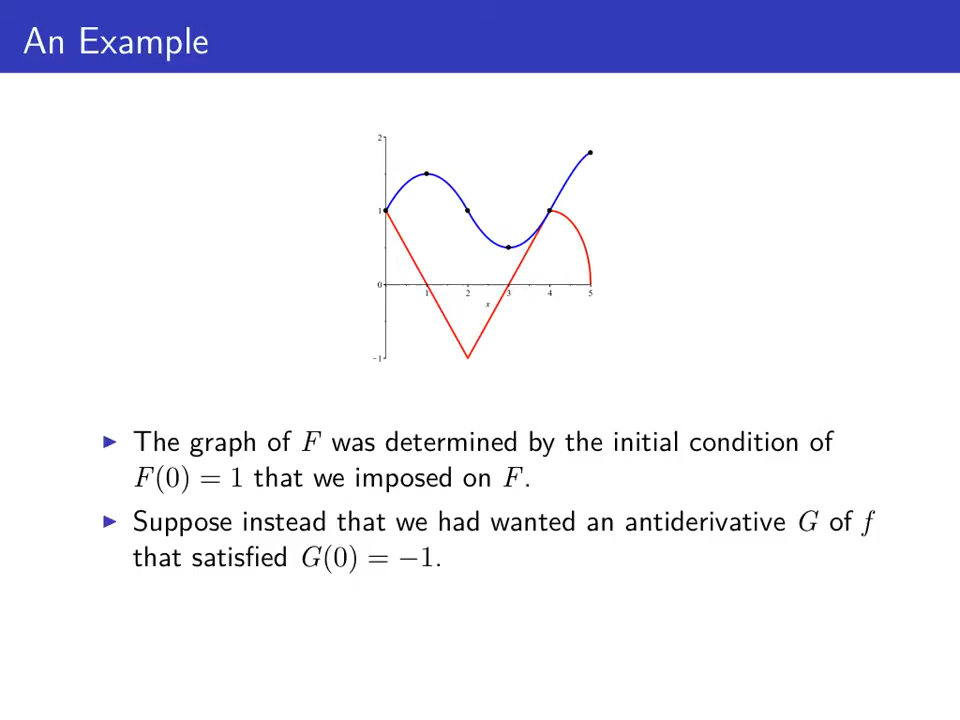 An Example
2
1
0
1 2 3 4 5
x
−1
▶ The graph of F was determined by the initial condition of
F(0) = 1 that we imposed on F.
▶ Suppose instead that we had wanted an antiderivative G of f
that satisfied G(0) = −1.